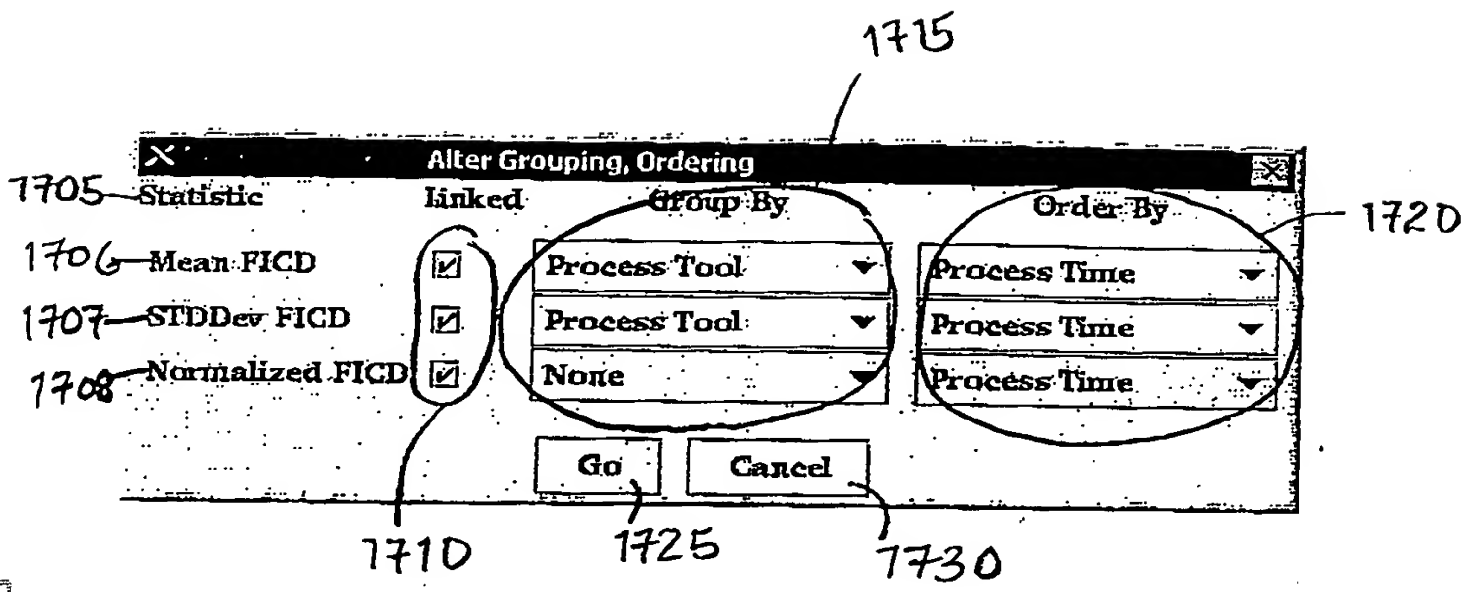 1715
Alter Grouping, Ordering
1705 Statistic Linked Group By Order By 1720
1706 Mean FICD Process Tool Process Time
1707 STDDev FICD Process Tool Process Time
1708 Normalized FICD None Process Time
Go Cancel
1710 1725 1730